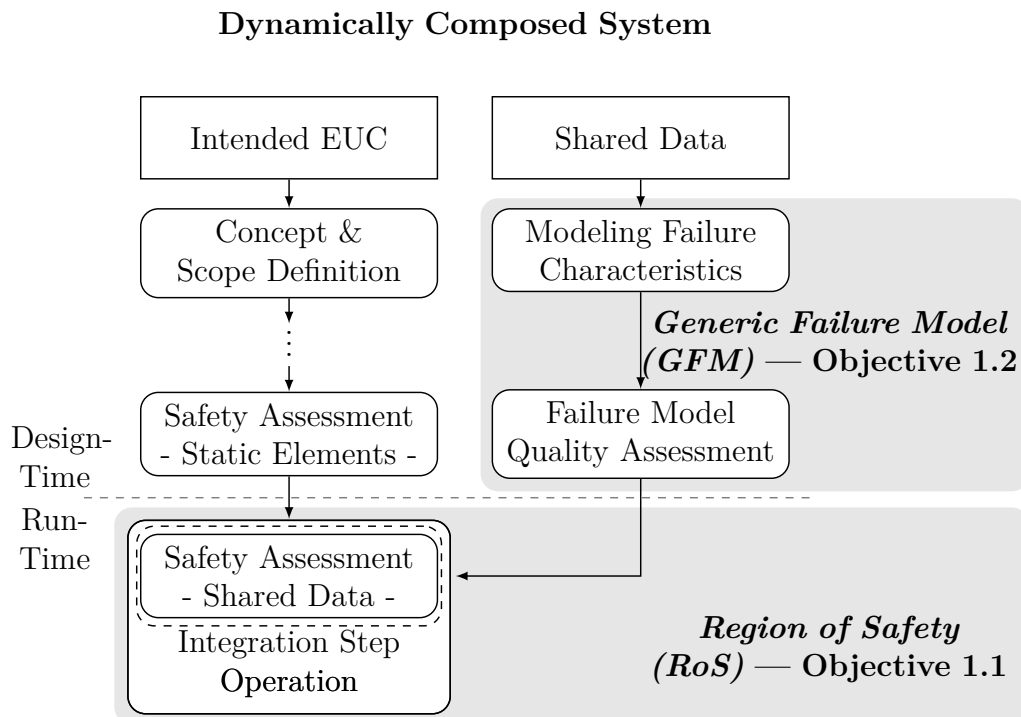 Dynamically Composed System
Intended EUC
Shared Data
Concept &
Scope Definition
Modeling Failure
Characteristics
Generic Failure Model
(GFM) — Objective 1.2
Safety Assessment
- Static Elements -
Failure Model
Quality Assessment
Design-
Time
Run-
Time
Safety Assessment
- Shared Data -
Integration Step
Operation
Region of Safety
(RoS) — Objective 1.1